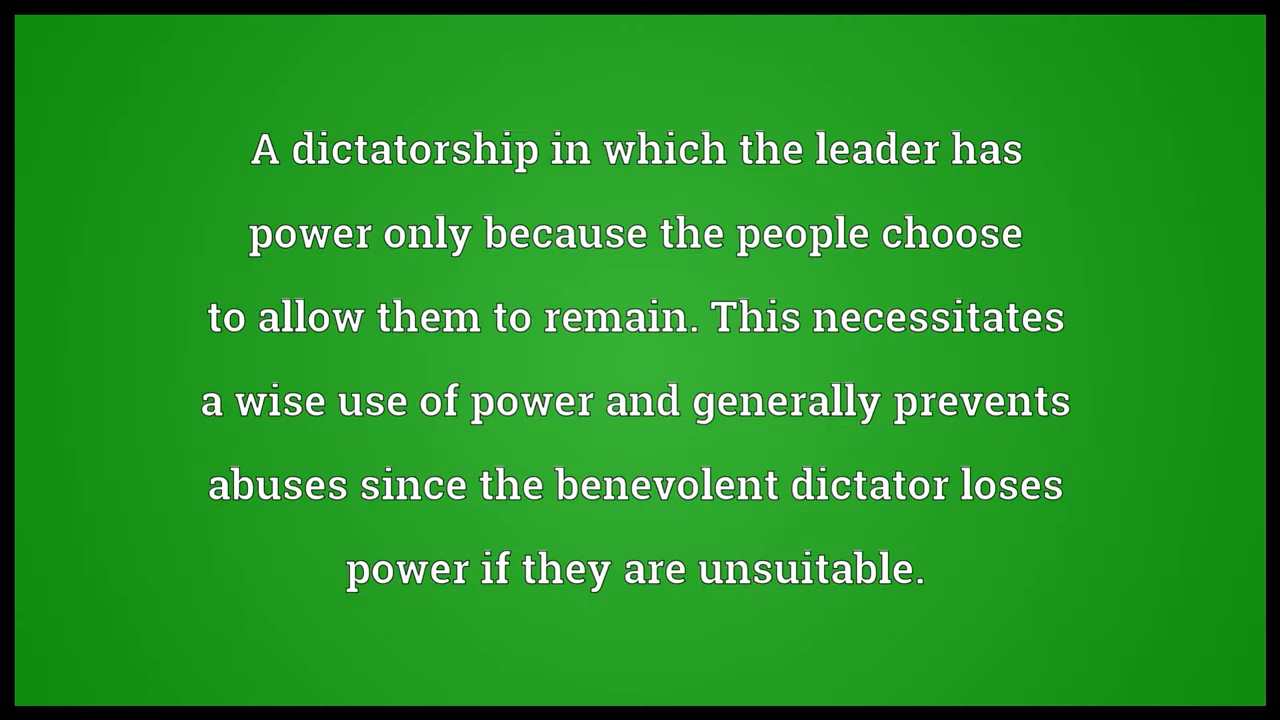 A dictatorship in which the leader has
power only because the people choose
to allow them to remain. This necessitates
a wise use of power and generally prevents
abuses since the benevolent dictator loses
power if they are unsuitable.